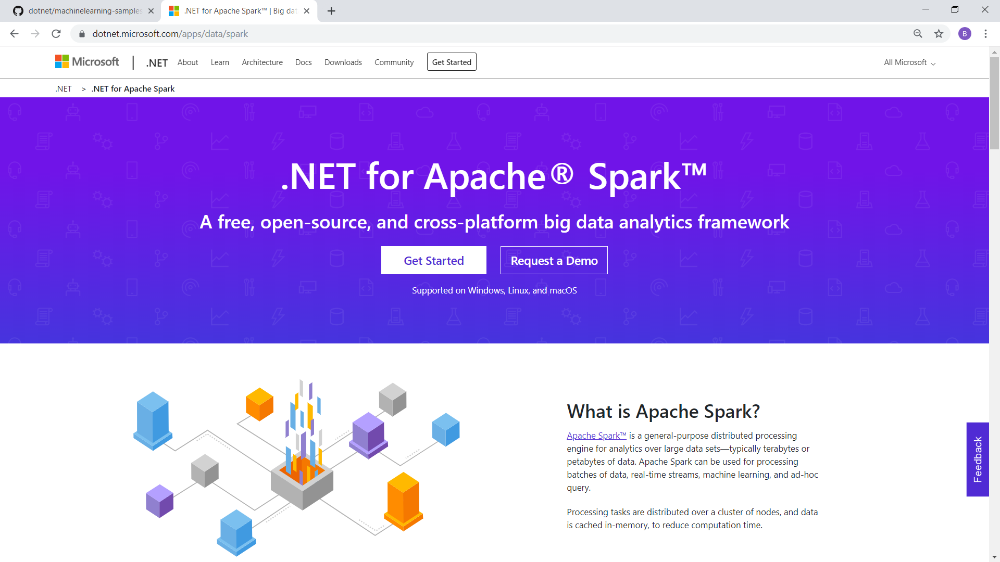 dotnet/machinelearning-samples
.NET for Apache Spark™ | Big dat
dotnet.microsoft.com/apps/data/spark
B
Microsoft
.NET
About
Learn
Architecture
Docs
Downloads
Community
Get Started
All Microsoft
.NET > .NET for Apache Spark
.NET for Apache® Spark™
A free, open-source, and cross-platform big data analytics framework
Get Started
Request a Demo
Supported on Windows, Linux, and macOS
What is Apache Spark?
Apache Spark™ is a general-purpose distributed processing
engine for analytics over large data sets—typically terabytes or
petabytes of data. Apache Spark can be used for processing
batches of data, real-time streams, machine learning, and ad-hoc
query.
Processing tasks are distributed over a cluster of nodes, and data
is cached in-memory, to reduce computation time.
Feedback